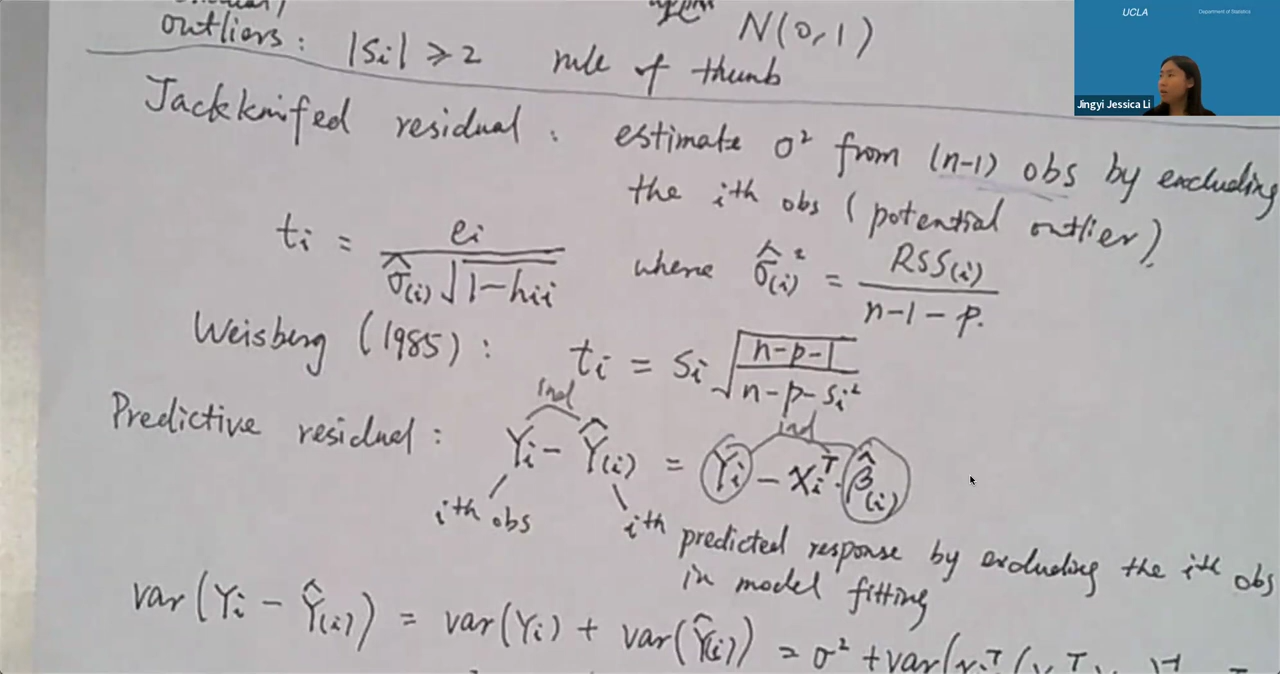 UCLA
Department of Statistics
Jingyi Jessica Li
N(0,1)
outliers: |Si| ⩾ 2 rule of thumb
Jackknifed residual: estimate σ² from (n-1) obs by excluding
the ith obs (potential outlier).
ti = ei / (σ̂(i) √(1-hii)) where σ̂(i)² = RSS(i) / (n-1-p).
Weisberg (1985): ti = Si √((n-p-1) / (n-p-Si²))
ind ind
Predictive residual: Yi - Ŷ(i) = Yi - Xi^T · β̂(i)
ith obs ith predicted response by excluding the ith obs
in model fitting
var(Yi - Ŷ(i)) = var(Yi) + var(Ŷ(i)) = σ² + var(